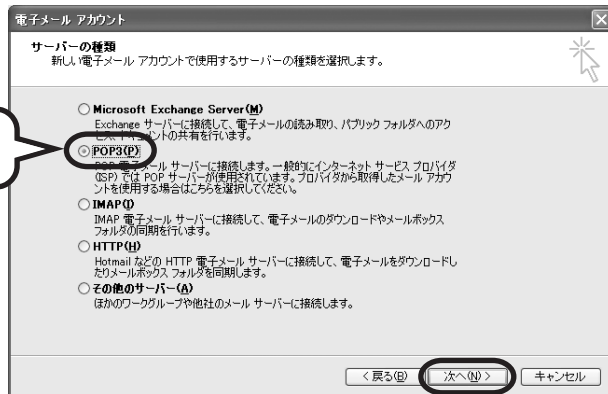 電子メール アカウント
サーバーの種類
新しい電子メール アカウントで使用するサーバーの種類を選択します。
Microsoft Exchange Server(M)
Exchange サーバーに接続して、電子メールの読み取り、パブリック フォルダへのアク
セス、ドキュメントの共有を行います。
POP3(P)
POP 電子メール サーバーに接続します。一般的にインターネット サービス プロバイダ
(ISP) では POP サーバーが使用されています。プロバイダから取得したメール アカウ
ントを使用する場合はこちらを選択してください。
IMAP(I)
IMAP 電子メール サーバーに接続して、電子メールのダウンロードやメールボックス
フォルダの同期を行います。
HTTP(H)
Hotmail などの HTTP 電子メール サーバーに接続して、電子メールをダウンロードし
たりメールボックス フォルダを同期します。
その他のサーバー(A)
ほかのワークグループや他社のメール サーバーに接続します。
< 戻る(B) 次へ(N) > キャンセル